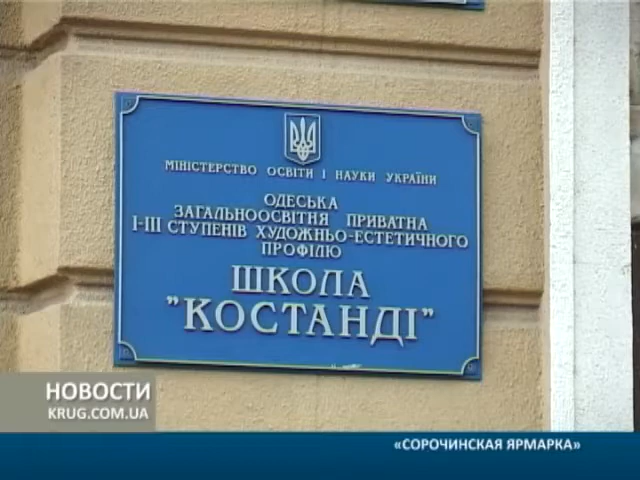 МІНІСТЕРСТВО ОСВІТИ І НАУКИ УКРАЇНИ
ОДЕСЬКА
ЗАГАЛЬНООСВІТНЯ ПРИВАТНА
І-ІІІ СТУПЕНІВ ХУДОЖНЬО-ЕСТЕТИЧНОГО
ПРОФІЛЮ
ШКОЛА
"КОСТАНДІ"
НОВОСТИ
KRUG.COM.UA
«СОРОЧИНСКАЯ ЯРМАРКА»